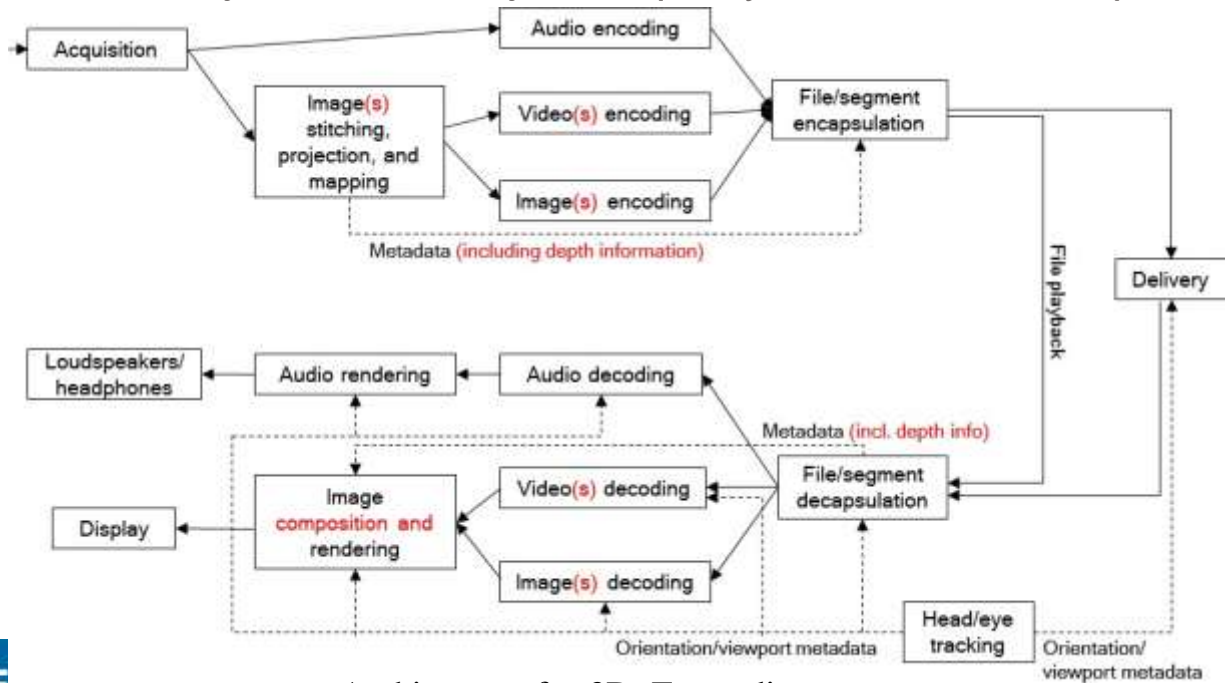 Audio encoding
Acquisition
Image(s)
stitching,
projection, and
mapping
Video(s) encoding
File/segment
encapsulation
Image(s) encoding
Metadata (including depth information)
File playback
Delivery
Loudspeakers/
headphones
Audio rendering
Audio decoding
Metadata (incl. depth info)
Image
composition and
rendering
Video(s) decoding
File/segment
decapsulation
Display
Image(s) decoding
Head/eye
tracking
Orientation/viewport metadata
Orientation/
viewport metadata